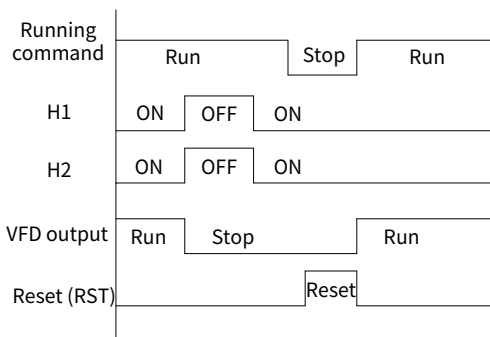 Running
command
Run
Stop
Run
H1
ON
OFF
ON
H2
ON
OFF
ON
VFD output
Run
Stop
Run
Reset (RST)
Reset